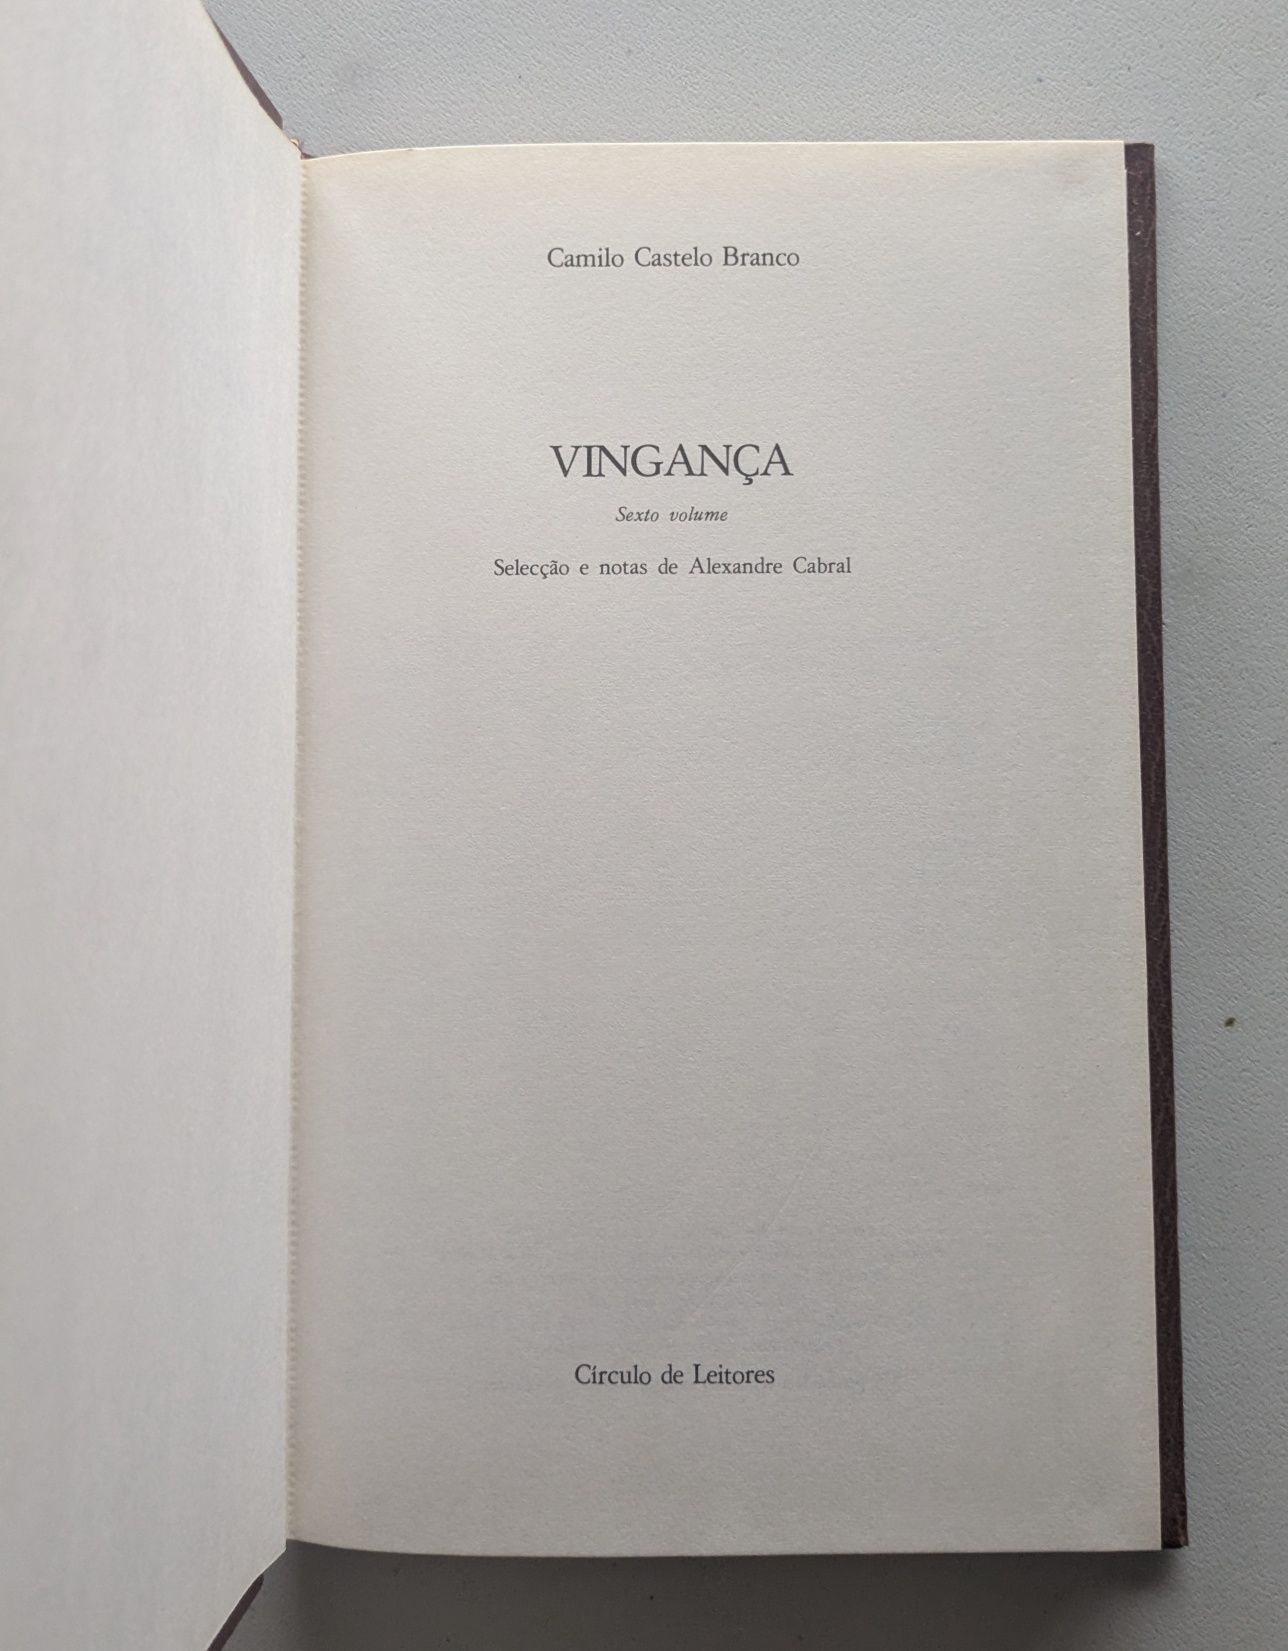 Camilo Castelo Branco
VINGANÇA
Sexto volume
Selecção e notas de Alexandre Cabral
Círculo de Leitores